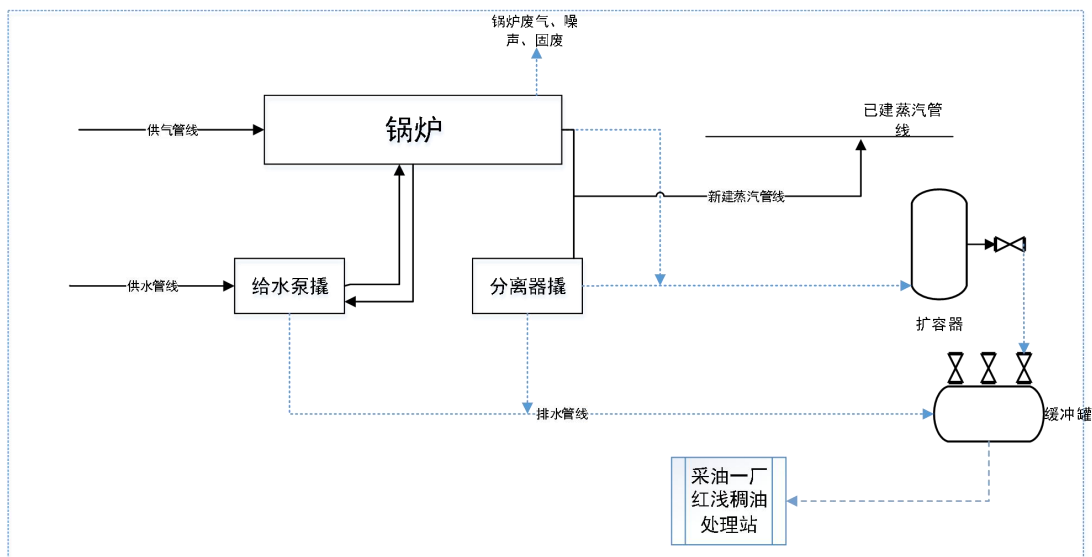 锅炉废气、噪
声、固废
供气管线
锅炉
已建蒸汽管
线
新建蒸汽管线
供水管线
给水泵撬
分离器撬
扩容器
排水管线
缓冲罐
采油一厂
红浅稠油
处理站